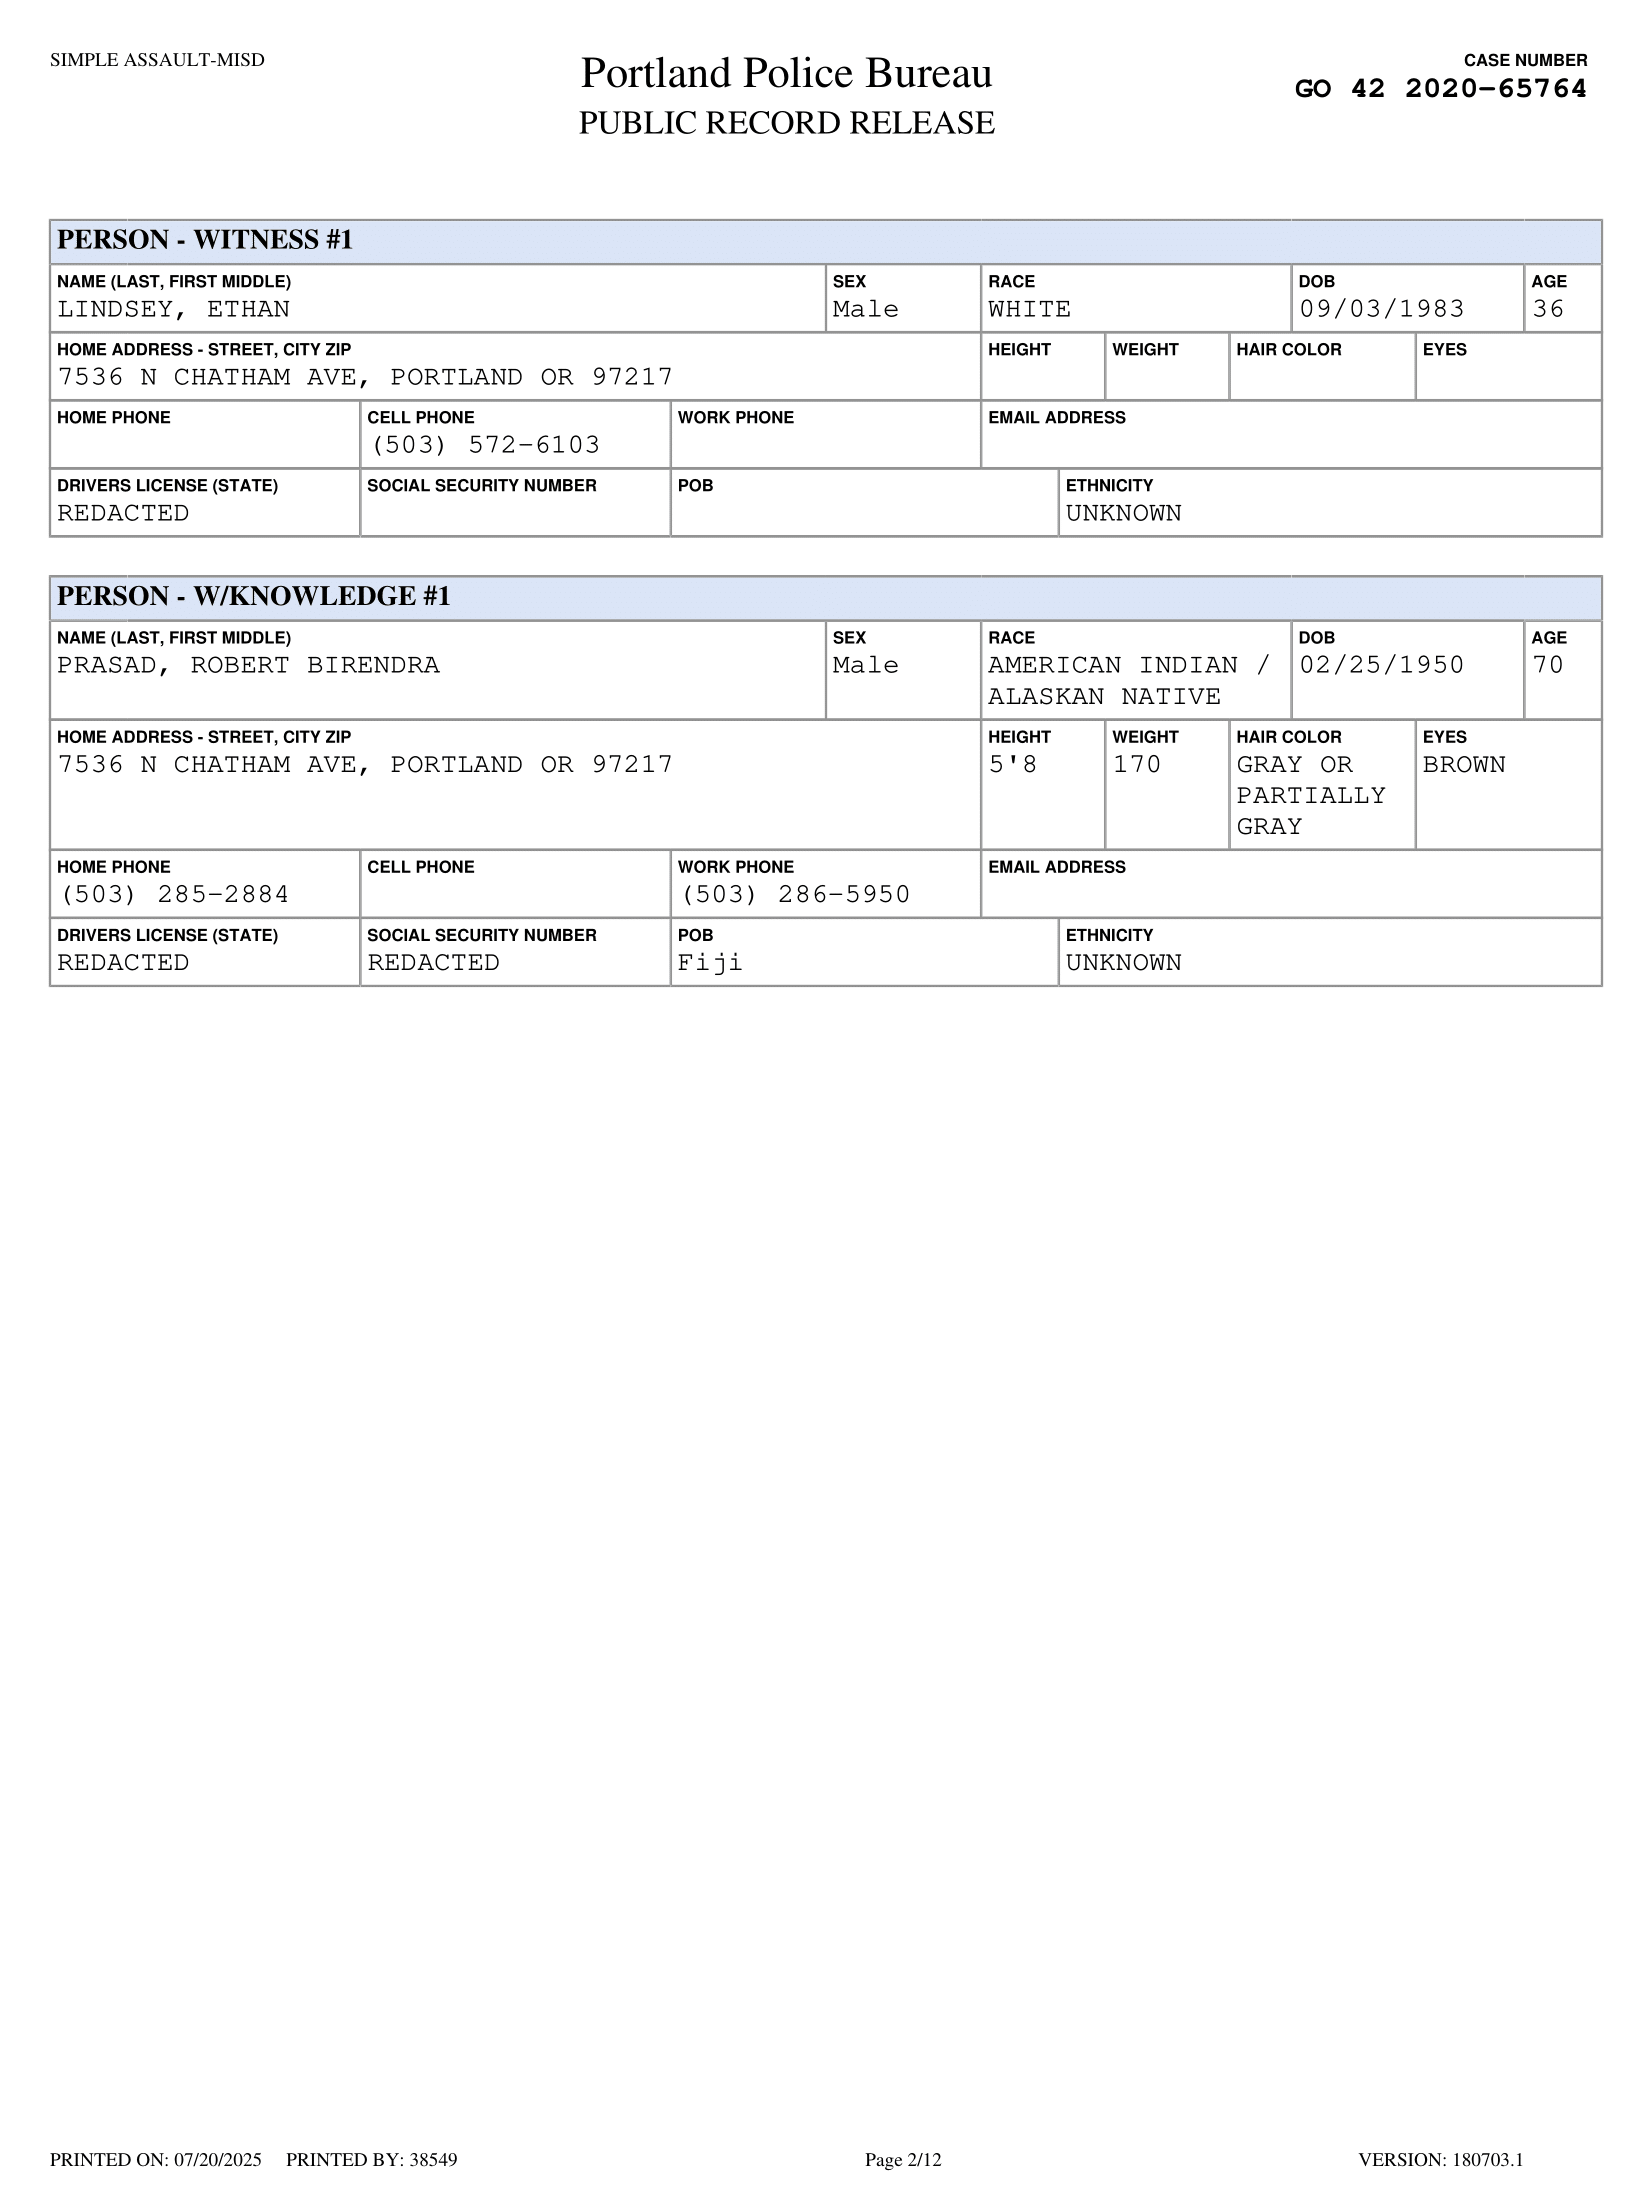 SIMPLE ASSAULT-MISD
Portland Police Bureau
PUBLIC RECORD RELEASE
CASE NUMBER
GO 42 2020-65764
PERSON - WITNESS #1
NAME (LAST, FIRST MIDDLE) SEX RACE DOB AGE
LINDSEY, ETHAN Male WHITE 09/03/1983 36
HOME ADDRESS - STREET, CITY ZIP HEIGHT WEIGHT HAIR COLOR EYES
7536 N CHATHAM AVE, PORTLAND OR 97217
HOME PHONE CELL PHONE WORK PHONE EMAIL ADDRESS
(503) 572-6103
DRIVERS LICENSE (STATE) SOCIAL SECURITY NUMBER POB ETHNICITY
REDACTED UNKNOWN
PERSON - W/KNOWLEDGE #1
NAME (LAST, FIRST MIDDLE) SEX RACE DOB AGE
PRASAD, ROBERT BIRENDRA Male AMERICAN INDIAN / 02/25/1950 70
ALASKAN NATIVE
HOME ADDRESS - STREET, CITY ZIP HEIGHT WEIGHT HAIR COLOR EYES
7536 N CHATHAM AVE, PORTLAND OR 97217 5'8 170 GRAY OR BROWN
PARTIALLY
GRAY
HOME PHONE CELL PHONE WORK PHONE EMAIL ADDRESS
(503) 285-2884 (503) 286-5950
DRIVERS LICENSE (STATE) SOCIAL SECURITY NUMBER POB ETHNICITY
REDACTED REDACTED Fiji UNKNOWN
PRINTED ON: 07/20/2025 PRINTED BY: 38549 Page 2/12 VERSION: 180703.1